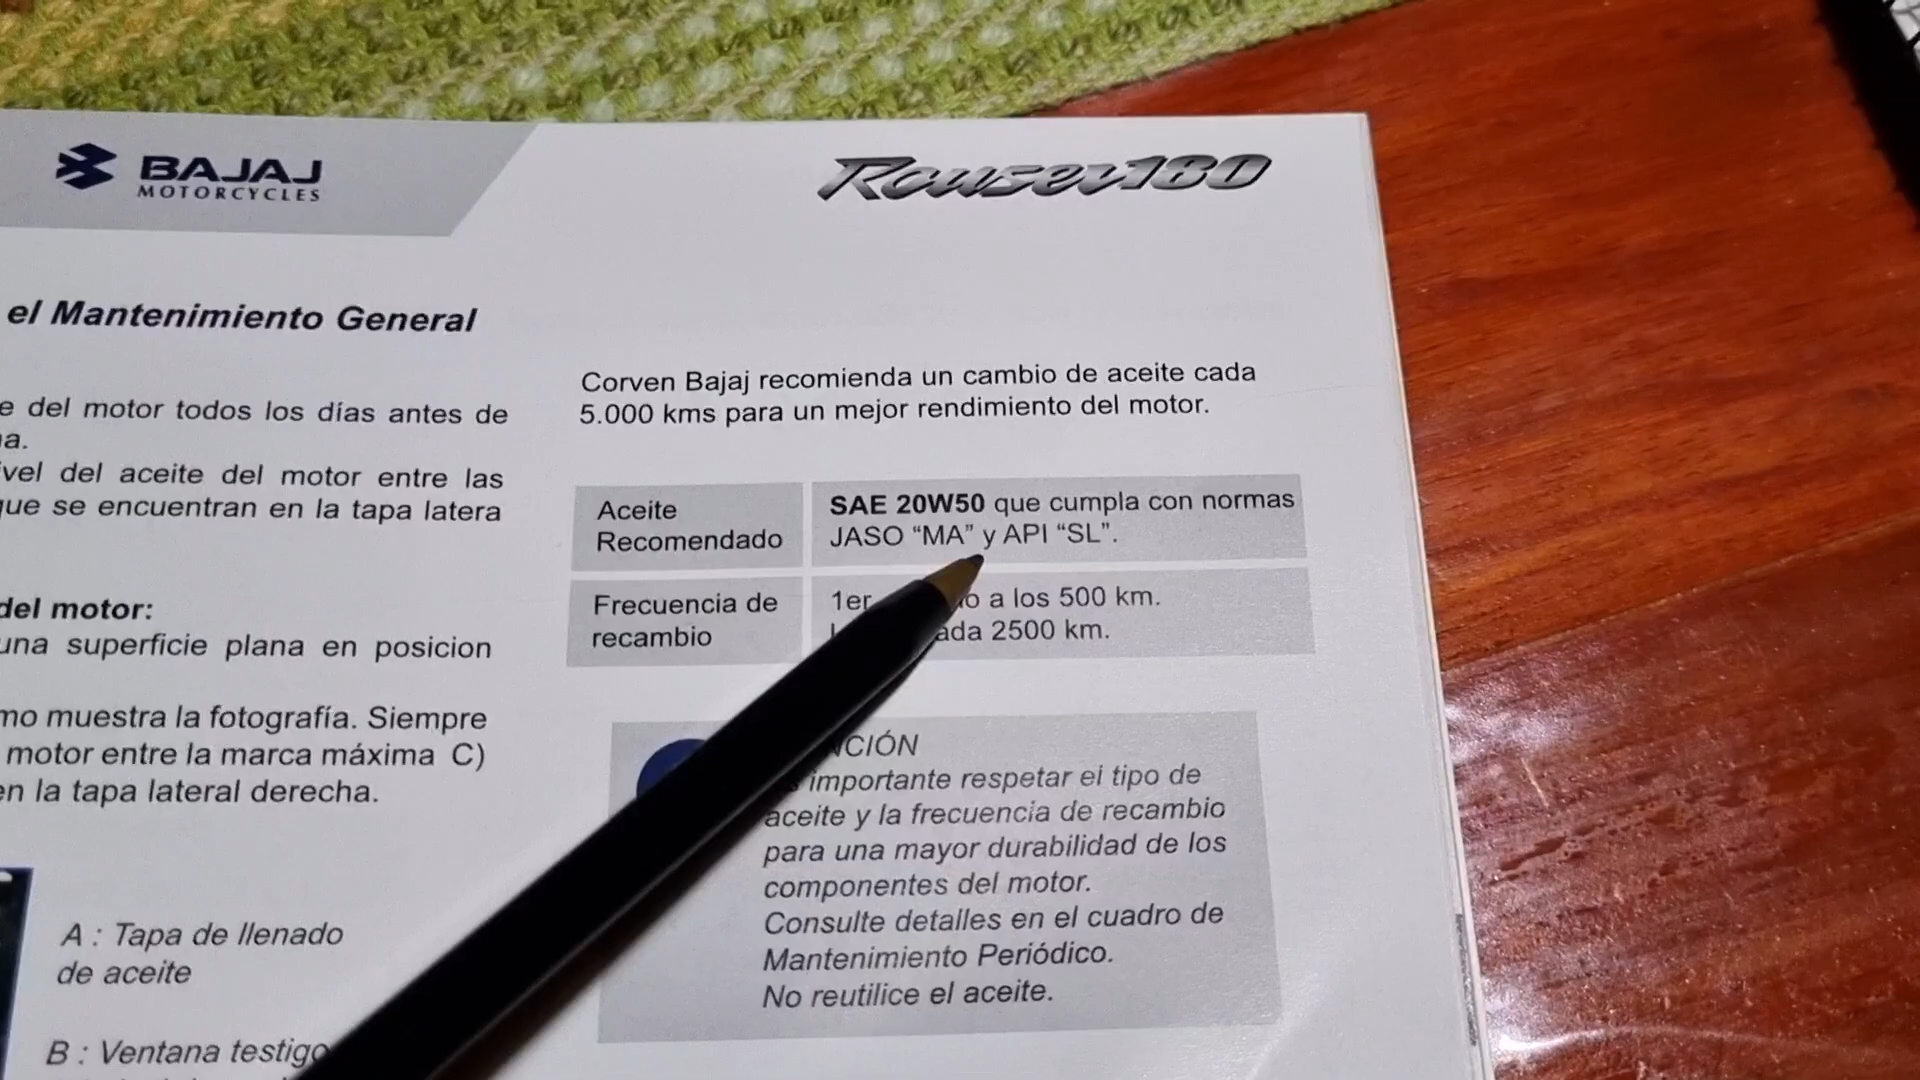 BAJAJ
MOTORCYCLES
Rouser180
el Mantenimiento General
e del motor todos los días antes de
a.
vel del aceite del motor entre las
que se encuentran en la tapa latera
del motor:
una superficie plana en posicion
mo muestra la fotografía. Siempre
motor entre la marca máxima C)
en la tapa lateral derecha.
A : Tapa de llenado
de aceite
B : Ventana testigo
Corven Bajaj recomienda un cambio de aceite cada
5.000 kms para un mejor rendimiento del motor.
Aceite
Recomendado
SAE 20W50 que cumpla con normas
JASO “MA” y API “SL”.
Frecuencia de
recambio
1er a los 500 km.
ada 2500 km.
NCIÓN
importante respetar el tipo de
aceite y la frecuencia de recambio
para una mayor durabilidad de los
componentes del motor.
Consulte detalles en el cuadro de
Mantenimiento Periódico.
No reutilice el aceite.